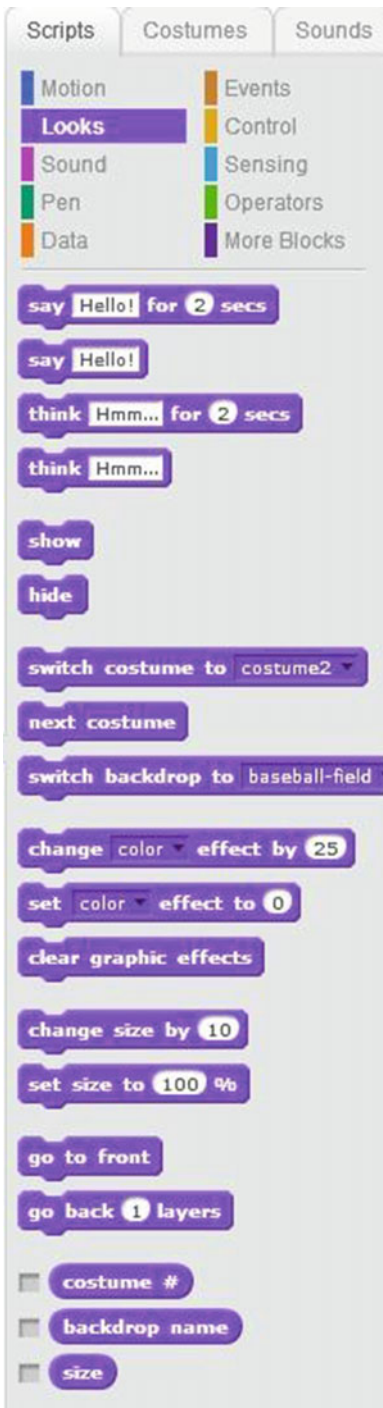 Scripts Costumes Sounds
Motion Events
Looks Control
Sound Sensing
Pen Operators
Data More Blocks
say Hello! for 2 secs
say Hello!
think Hmm... for 2 secs
think Hmm...
show
hide
switch costume to costume2
next costume
switch backdrop to baseball-field
change color effect by 25
set color effect to 0
clear graphic effects
change size by 10
set size to 100 %
go to front
go back 1 layers
costume #
backdrop name
size